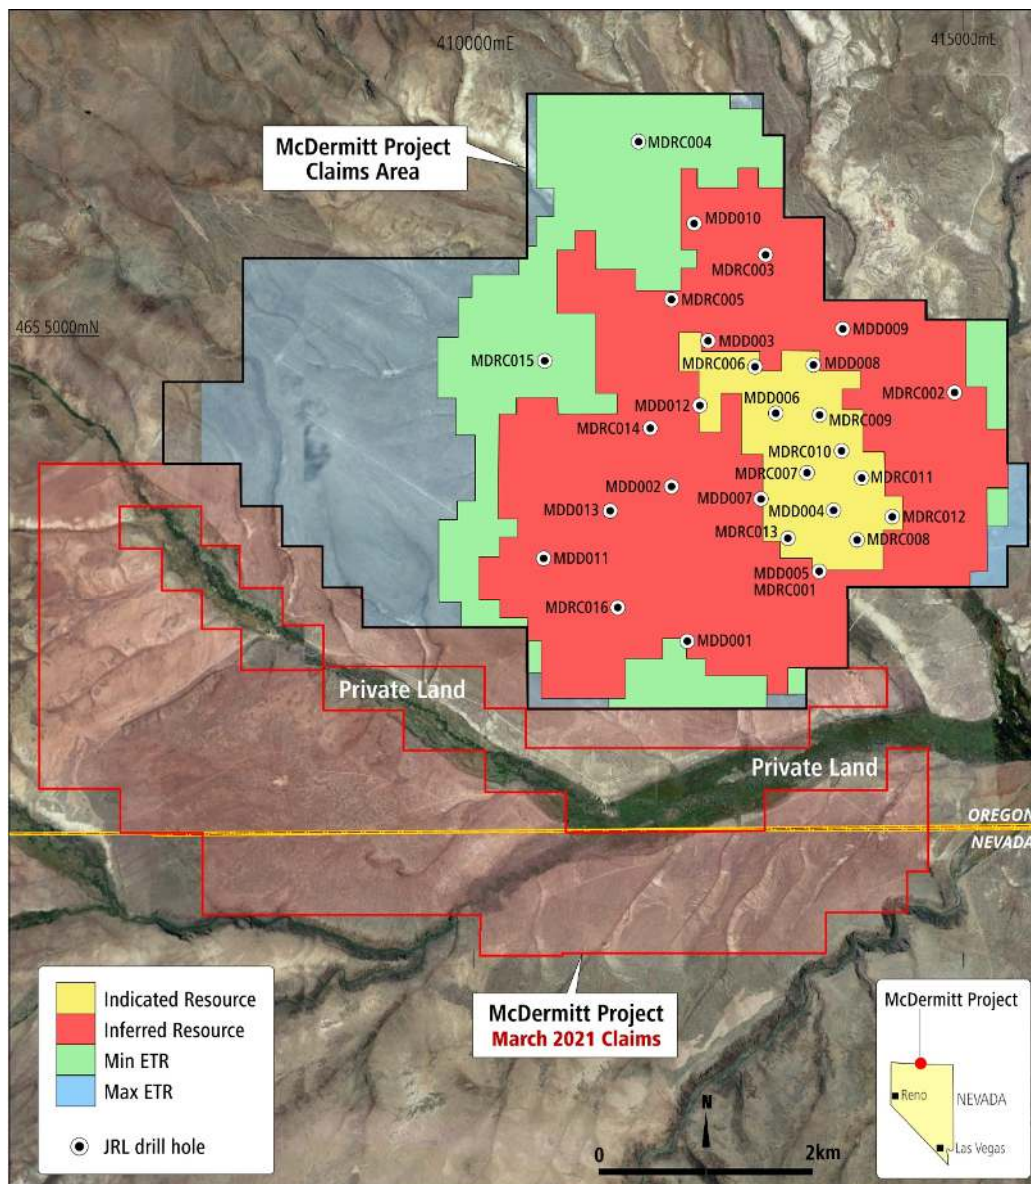 410000mE
415000mE
McDermitt Project
Claims Area
MDRC004
MDD010
MDRC003
MDRC005
465 5000mN
MDD009
MDD003
MDRC015
MDRC006
MDD008
MDRC002
MDD012
MDD006
MDRC009
MDRC014
MDRC010
MDRC007
MDRC011
MDD002
MDD007
MDD013
MDD004
MDRC012
MDRC013
MDRC008
MDD011
MDD005
MDRC001
MDRC016
MDD001
Private Land
Private Land
OREGON
NEVADA
Indicated Resource
Inferred Resource
Min ETR
Max ETR
JRL drill hole
McDermitt Project
March 2021 Claims
N
0
2km
McDermitt Project
Reno
NEVADA
Las Vegas